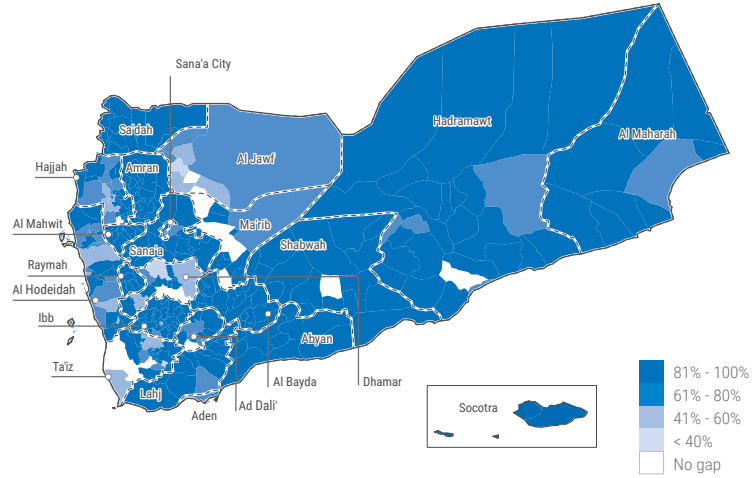 Sana'a City
Sa'dah
Hadramawt
Al Maharah
Al Jawf
Hajjah
Amran
Ma'rib
Al Mahwit
Shabwah
Sana'a
Raymah
Al Hodeidah
Ibb
Abyan
Ta'iz
Al Bayda
Dhamar
Lahj
Ad Dali'
Aden
Socotra
81% - 100%
61% - 80%
41% - 60%
< 40%
No gap